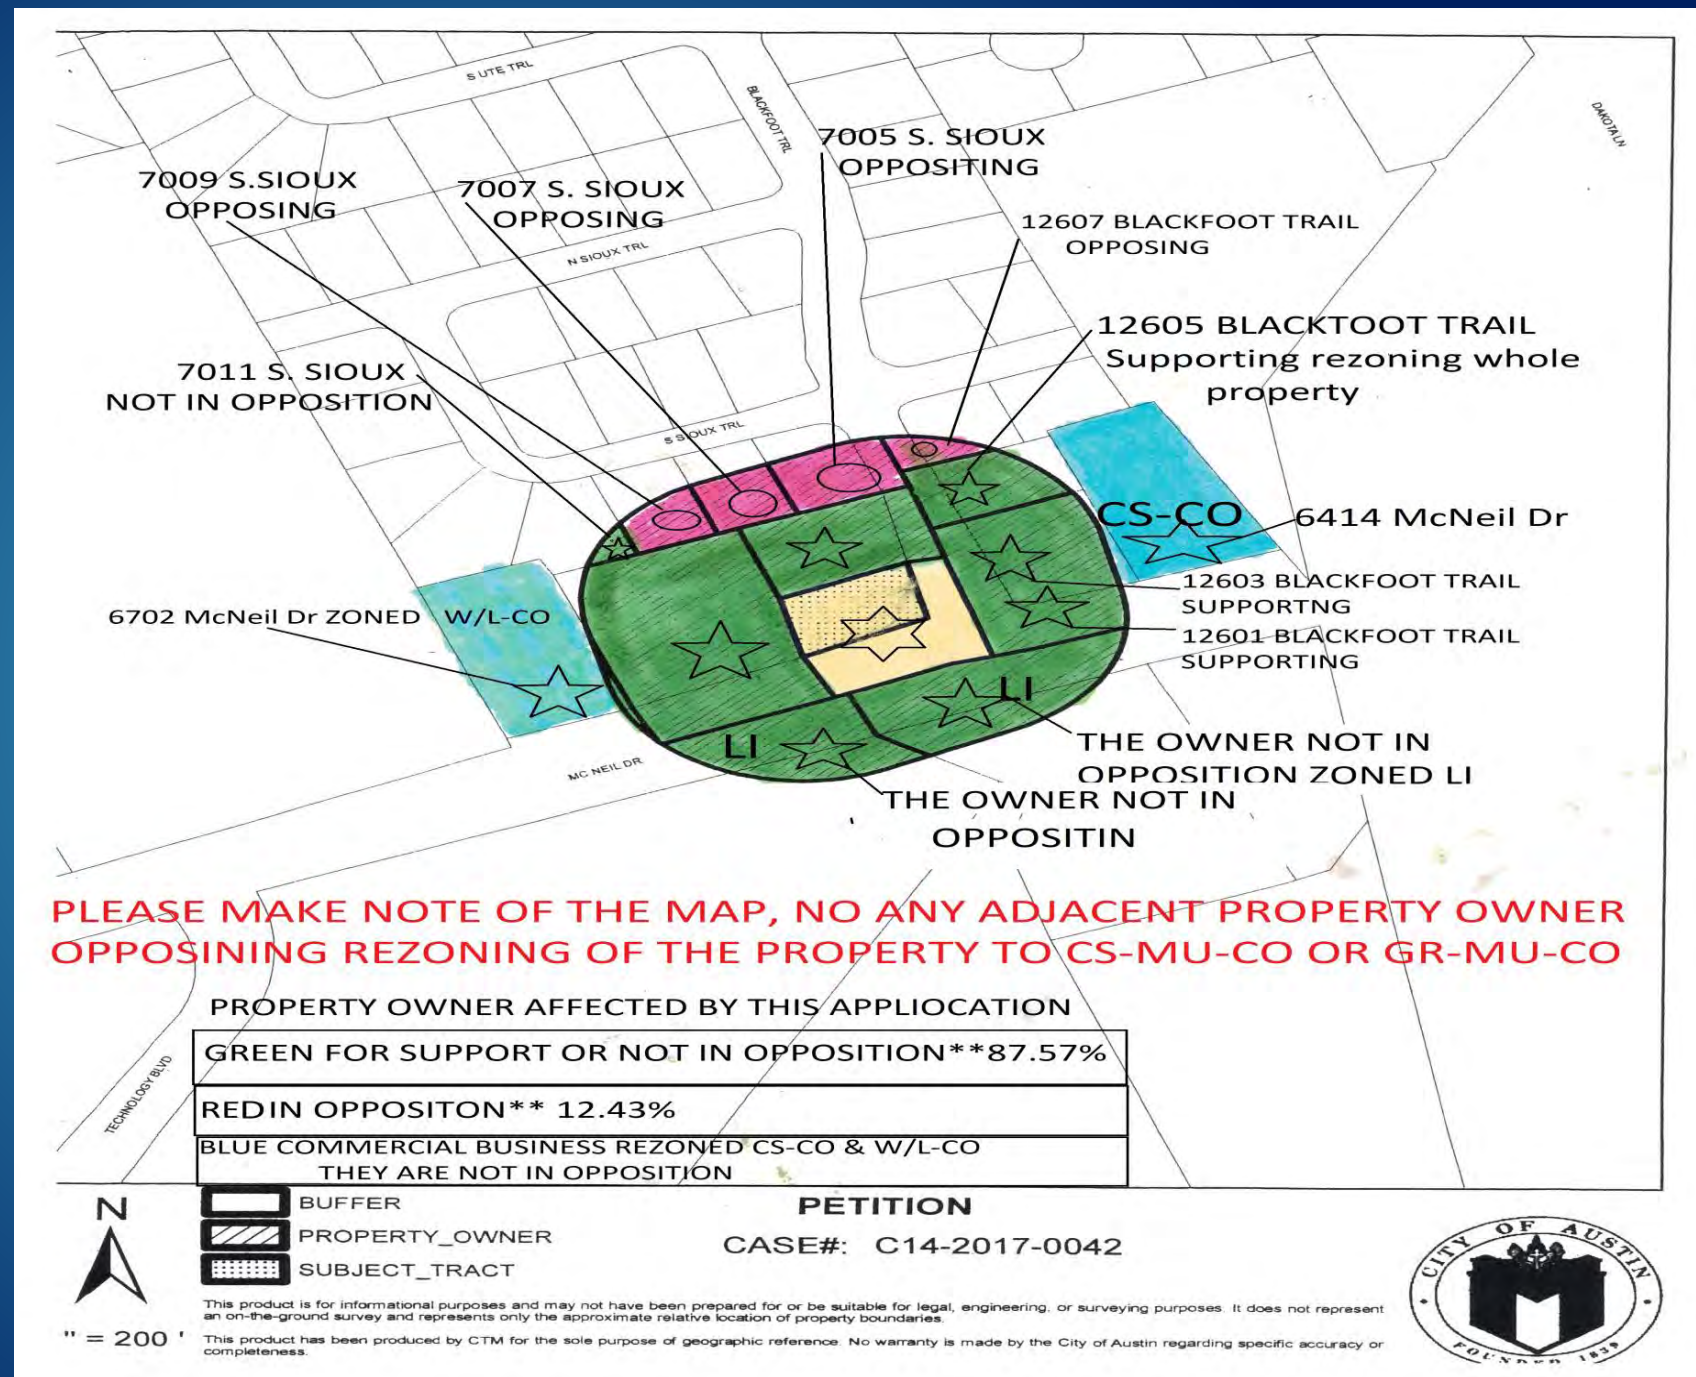 S UTE TRL
BLACKFOOT TRL
DAKOTA LN
7005 S. SIOUX
OPPOSITING
7009 S.SIOUX
OPPOSING
7007 S. SIOUX
OPPOSING
12607 BLACKFOOT TRAIL
OPPOSING
N SIOUX TRL
12605 BLACKTOOT TRAIL
Supporting rezoning whole
property
7011 S. SIOUX
NOT IN OPPOSITION
S SIOUX TRL
CS-CO
6414 McNeil Dr
12603 BLACKFOOT TRAIL
SUPPORTNG
6702 McNeil Dr ZONED W/L-CO
12601 BLACKFOOT TRAIL
SUPPORTING
LI
LI
MC NEIL DR
THE OWNER NOT IN
OPPOSITION ZONED LI
THE OWNER NOT IN
OPPOSITIN
PLEASE MAKE NOTE OF THE MAP, NO ANY ADJACENT PROPERTY OWNER
OPPOSINING REZONING OF THE PROPERTY TO CS-MU-CO OR GR-MU-CO
PROPERTY OWNER AFFECTED BY THIS APPLIOCATION
GREEN FOR SUPPORT OR NOT IN OPPOSITION**87.57%
TECHNOLOGY BLVD
REDIN OPPOSITON** 12.43%
BLUE COMMERCIAL BUSINESS REZONED CS-CO & W/L-CO
THEY ARE NOT IN OPPOSITION
N
BUFFER
PROPERTY_OWNER
SUBJECT_TRACT
PETITION
CASE#: C14-2017-0042
CITY OF AUSTIN
FOUNDED 1839
This product is for informational purposes and may not have been prepared for or be suitable for legal, engineering, or surveying purposes. It does not represent
an on-the-ground survey and represents only the approximate relative location of property boundaries.
" = 200 '
This product has been produced by CTM for the sole purpose of geographic reference. No warranty is made by the City of Austin regarding specific accuracy or
completeness.